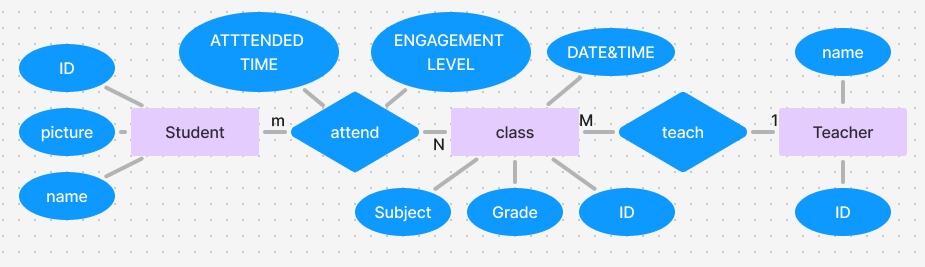 ATTTENDED
TIME
ENGAGEMENT
LEVEL
DATE&TIME
name
ID
picture
Student
m
attend
N
class
M
teach
1
Teacher
name
Subject
Grade
ID
ID